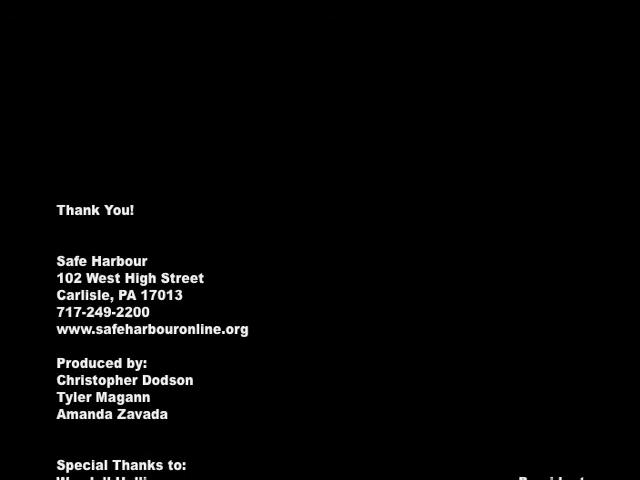 Thank You!
Safe Harbour
102 West High Street
Carlisle, PA 17013
717-249-2200
www.safeharbouronline.org
Produced by:
Christopher Dodson
Tyler Magann
Amanda Zavada
Special Thanks to: